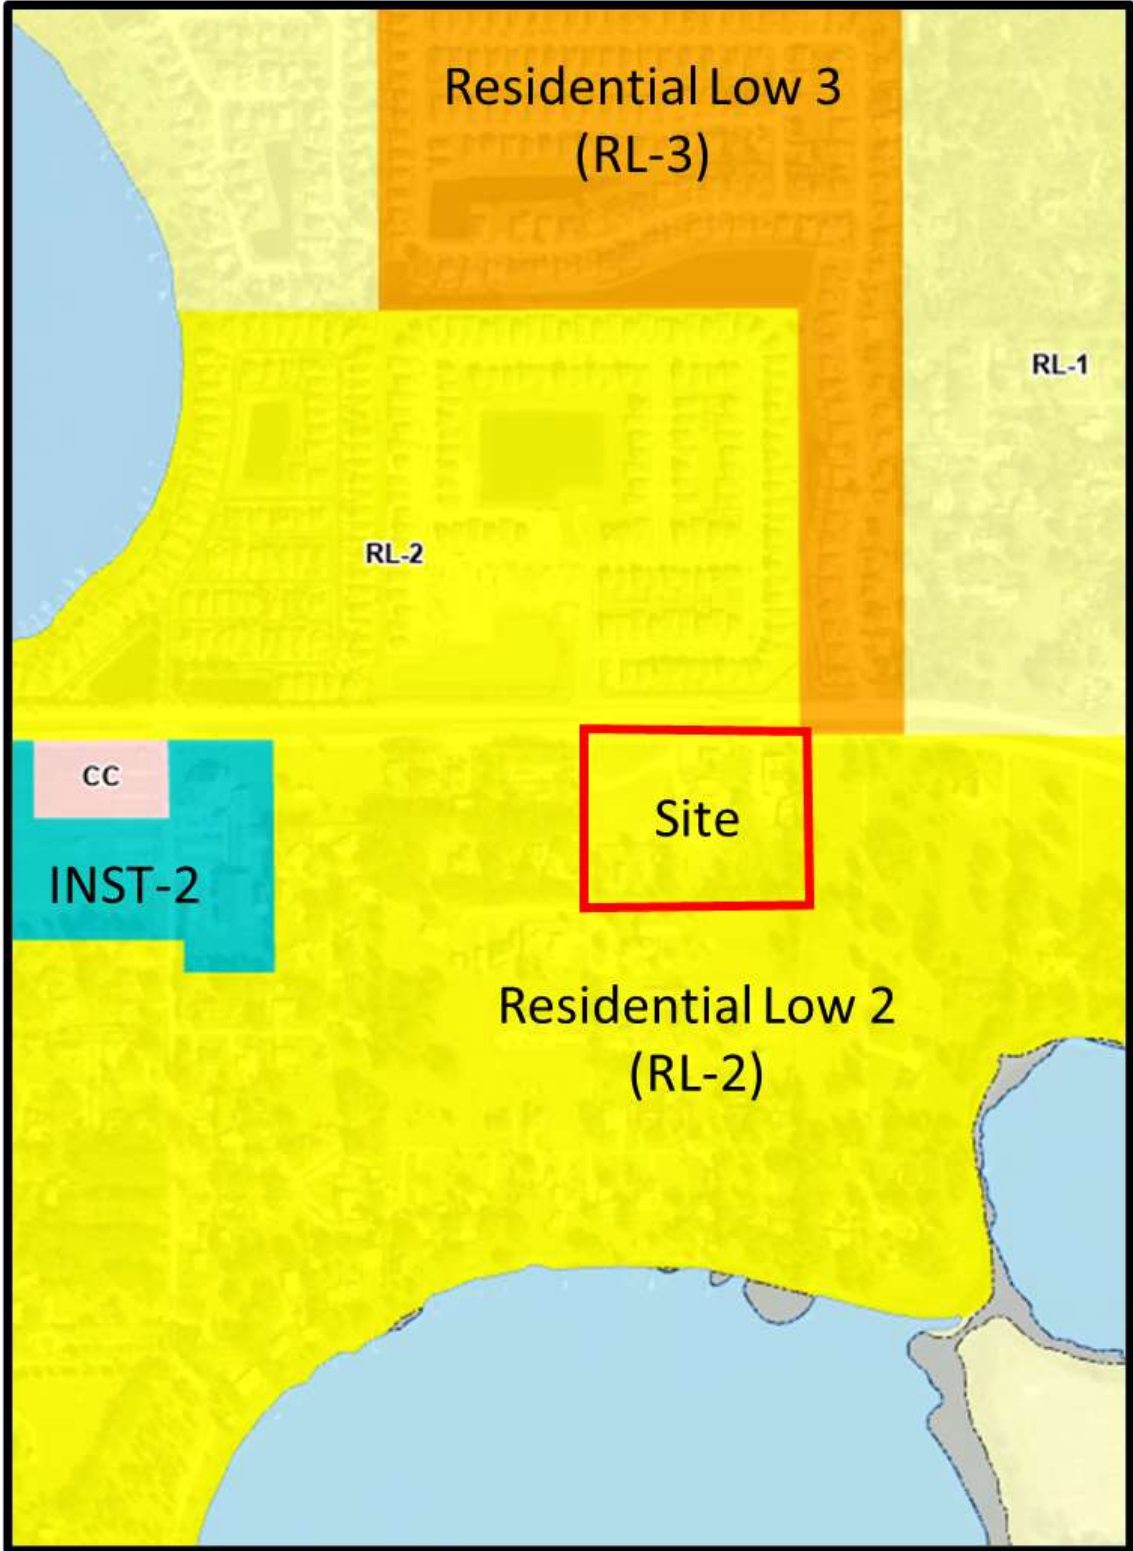 Residential Low 3
(RL-3)
RL-1
RL-2
CC
Site
INST-2
Residential Low 2
(RL-2)